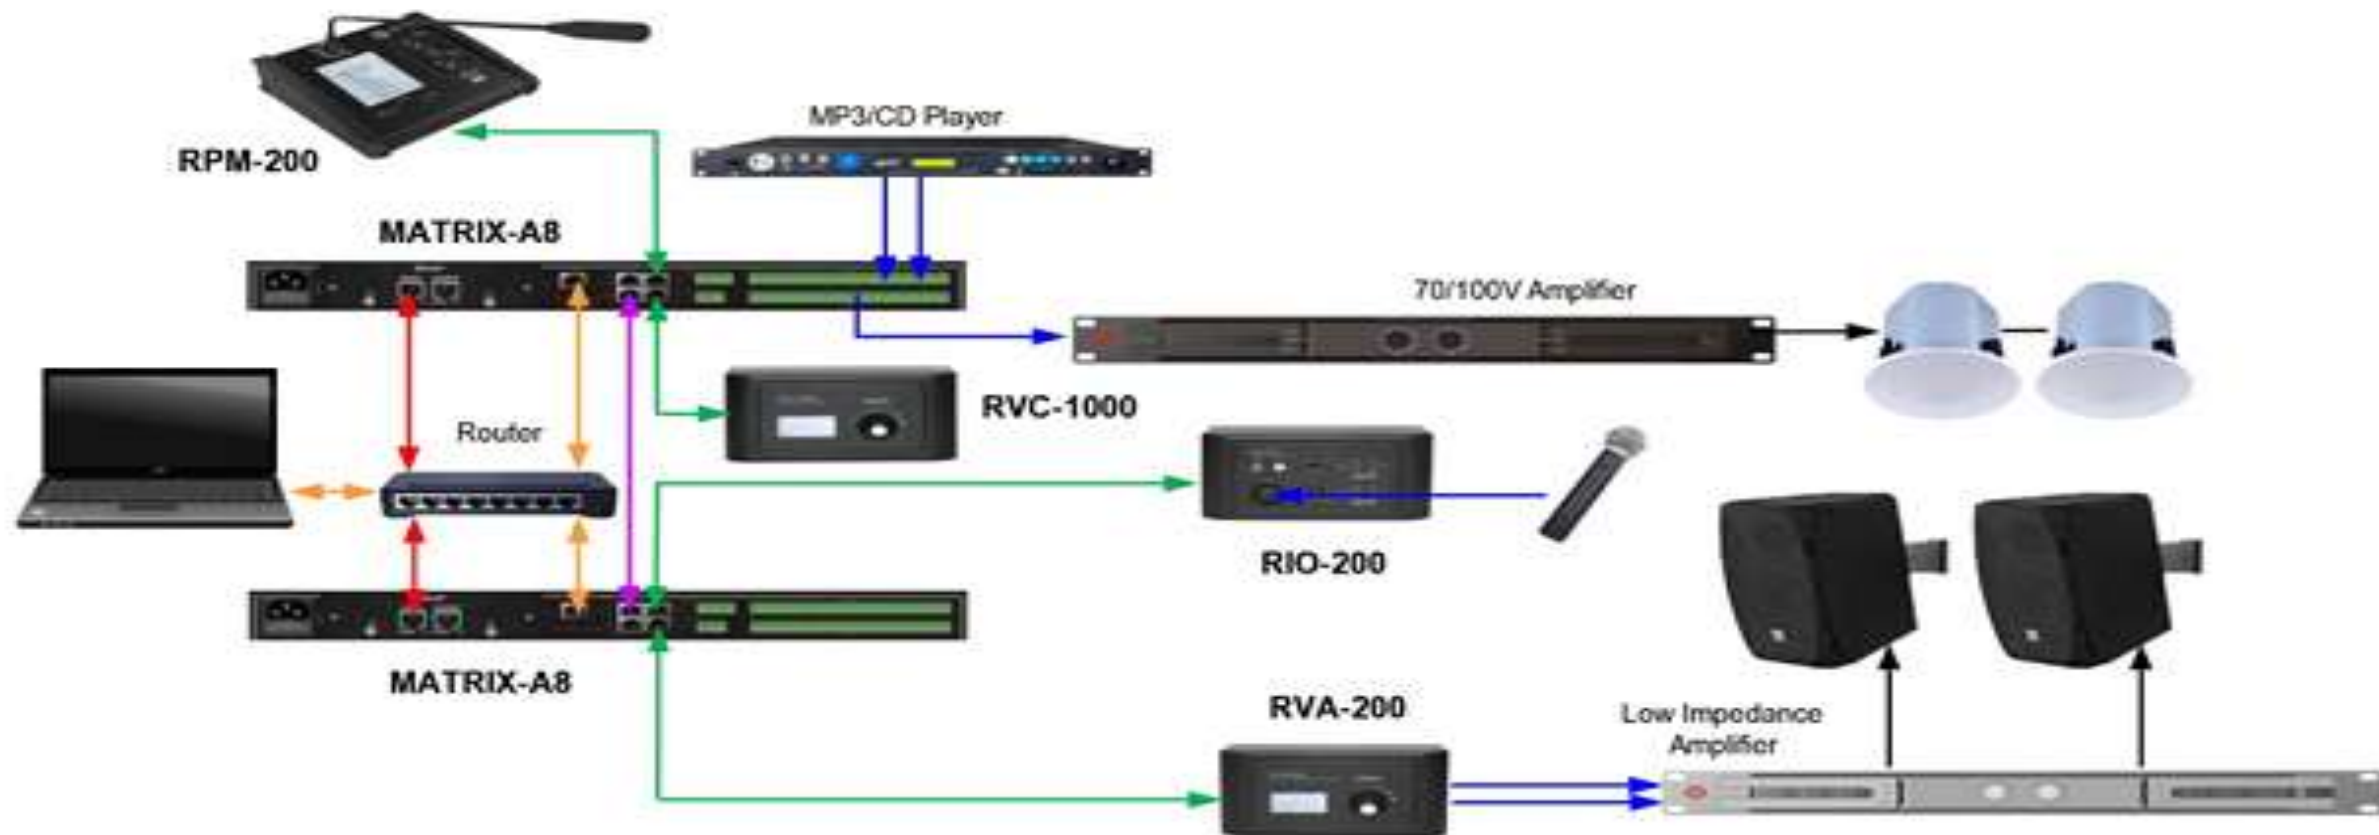 MP3/CD Player
RPM-200
MATRIX-A8
70/100V Amplifier
RVC-1000
Router
RIO-200
MATRIX-A8
RVA-200
Low Impedance
Amplifier